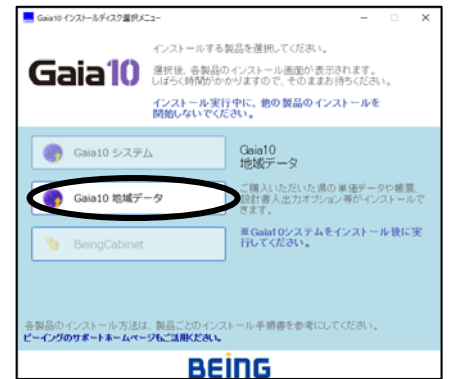 Gaia10 インストールディスク選択メニュー
インストールする製品を選択してください。
Gaia10
選択後、各製品のインストール画面が表示されます。
しばらく時間がかかりますので、そのままお待ちください。
インストール実行中に、他の製品のインストールを
開始しないでください。
Gaia10 システム
Gaia10
地域データ
Gaia10 地域データ
ご購入いただいた県の単価データや帳票、
設計書入出力オプション等がインストールで
きます。
※Gaia10システムをインストール後に実
行してください。
BeingCabinet
各製品のインストール方法は、製品ごとのインストール手順書を参考にしてください。
ビーイングのサポートホームページもご活用ください。
BEING